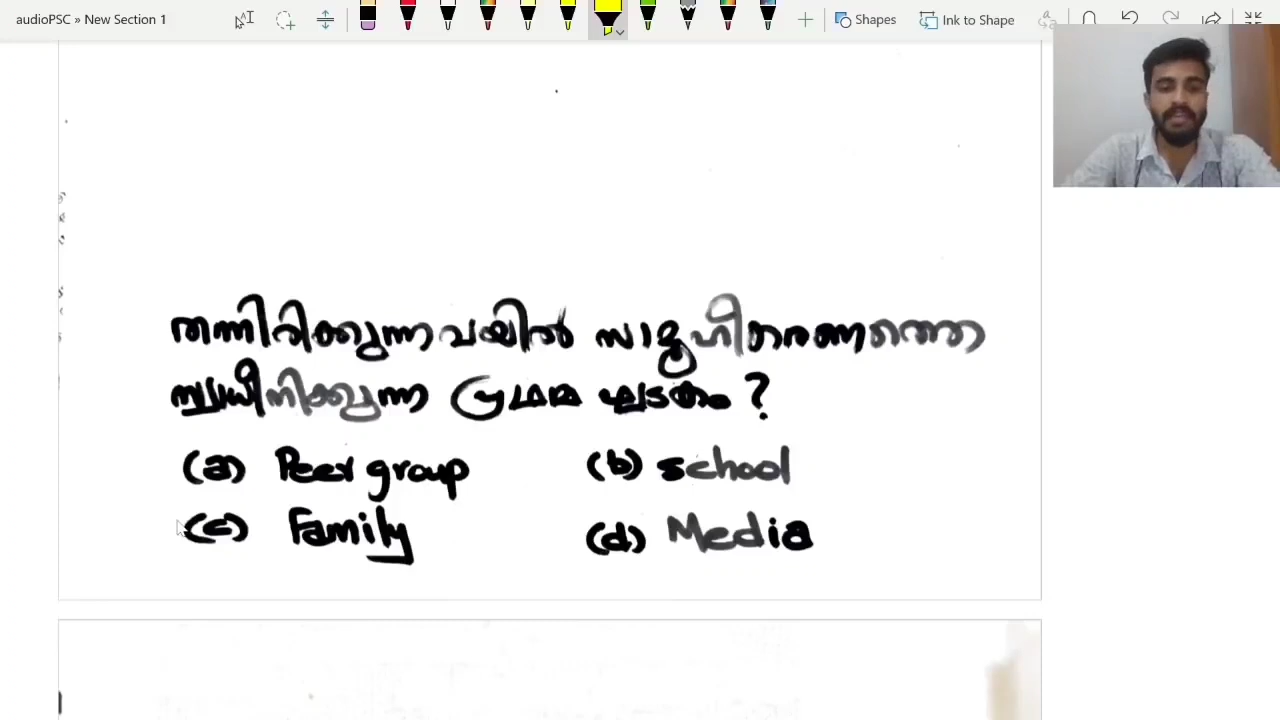 audioPSC » New Section 1
Shapes
Ink to Shape
തന്നിരിക്കുന്നവയിൽ സാമൂഹീകരണത്തെ
സ്വാധീനിക്കുന്ന പ്രഥമ ഘടകം ?
(a) Peer group
(b) school
(c) Family
(d) Media